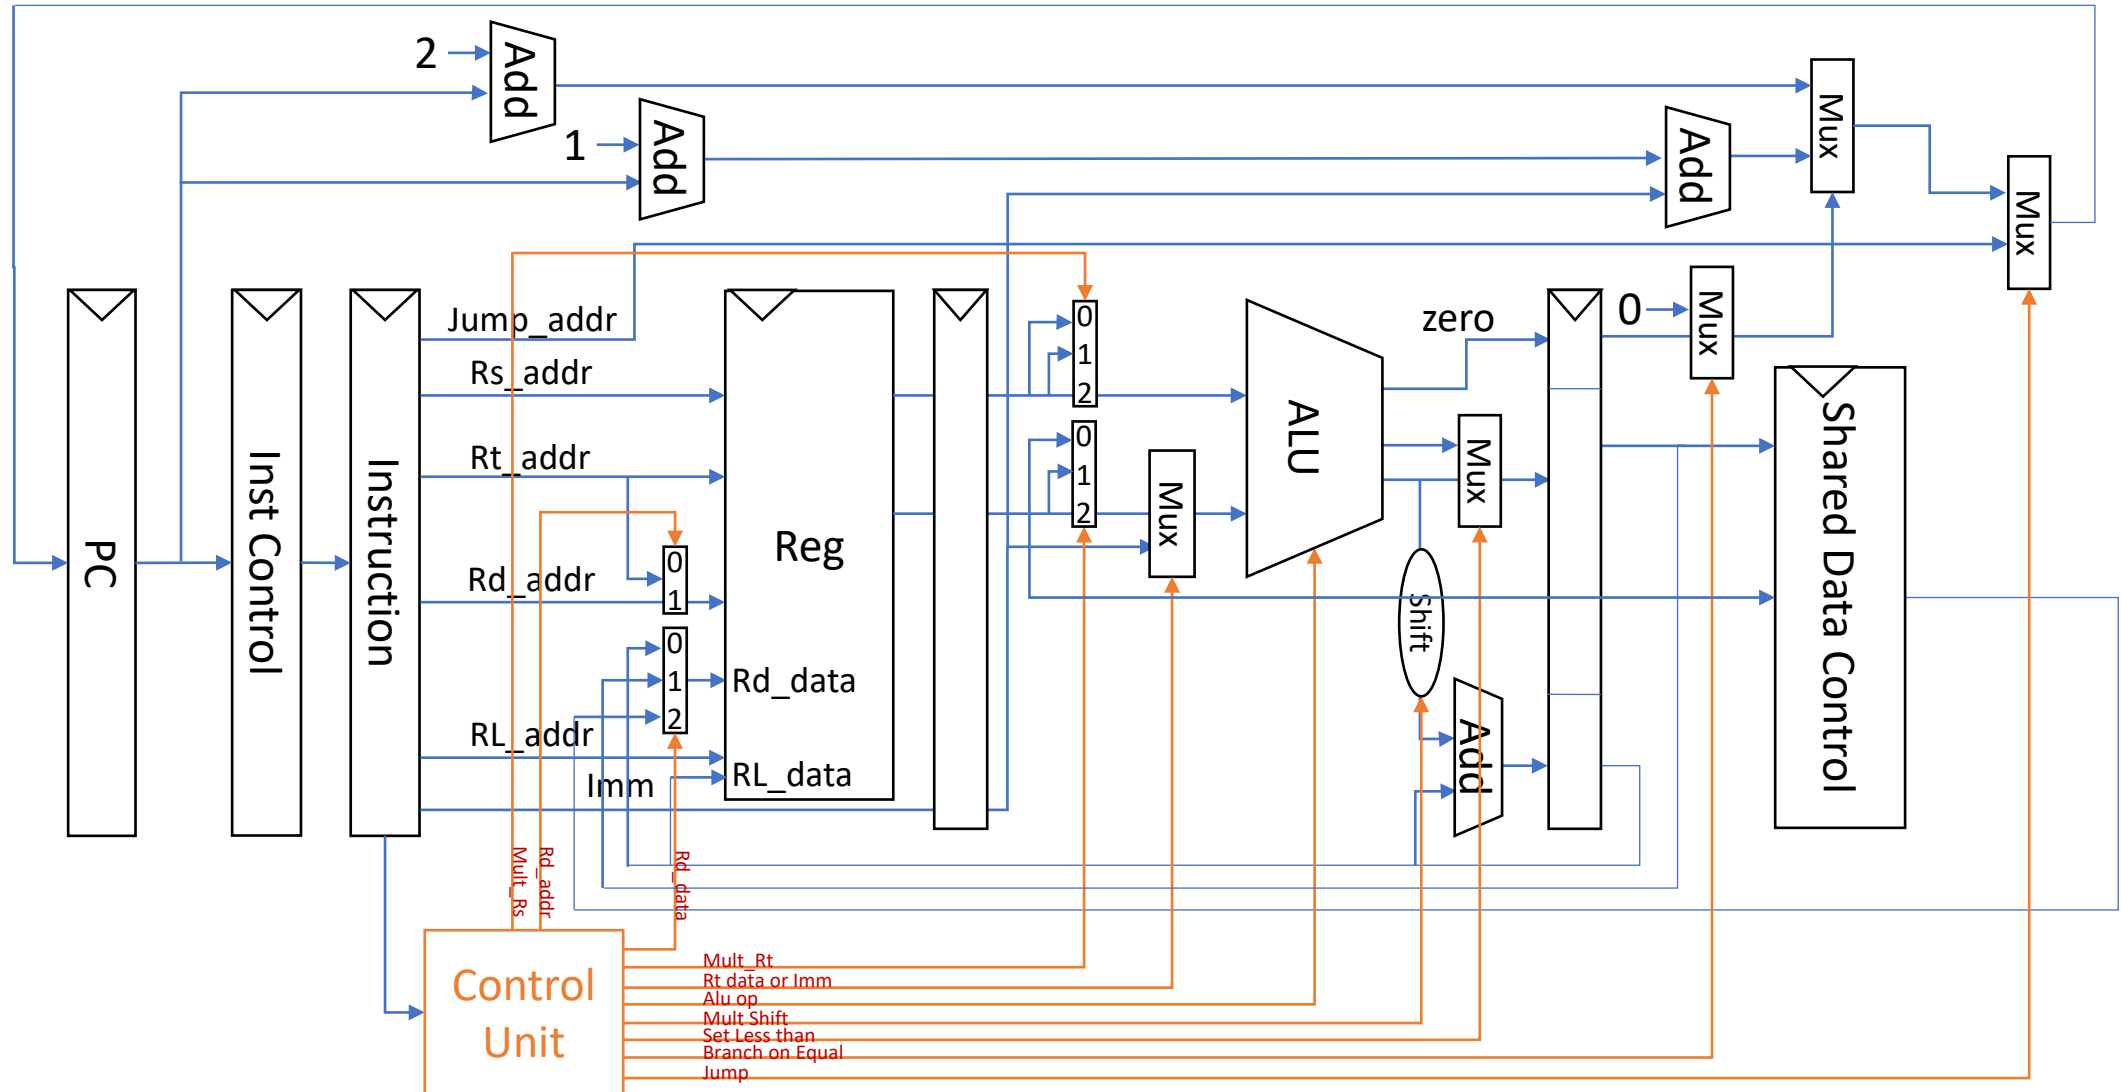 2
Add
1
Add
Add
Mux
Mux
PC
Inst Control
Instruction
Jump_addr
Rs_addr
Rt_addr
Rd_addr
RL_addr
Imm
0
1
0
1
2
Reg
Rd_data
RL_data
0
1
2
0
1
2
Mux
ALU
zero
Mux
Shift
Add
0
Mux
Shared Data Control
Mult_Rs
Rd_addr
Rd_data
Control
Unit
Mult_Rt
Rt data or Imm
Alu op
Mult Shift
Set Less than
Branch on Equal
Jump